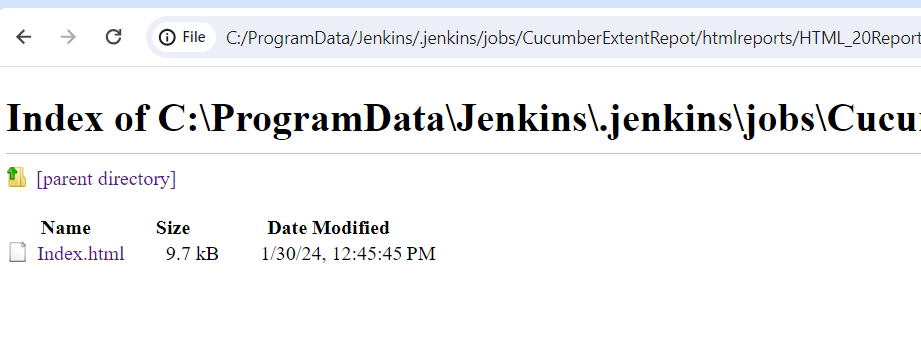 File C:/ProgramData/Jenkins/.jenkins/jobs/CucumberExtentRepot/htmlreports/HTML_20Report
Index of C:\ProgramData\Jenkins\.jenkins\jobs\Cucu
[parent directory]
Name Size Date Modified
Index.html 9.7 kB 1/30/24, 12:45:45 PM